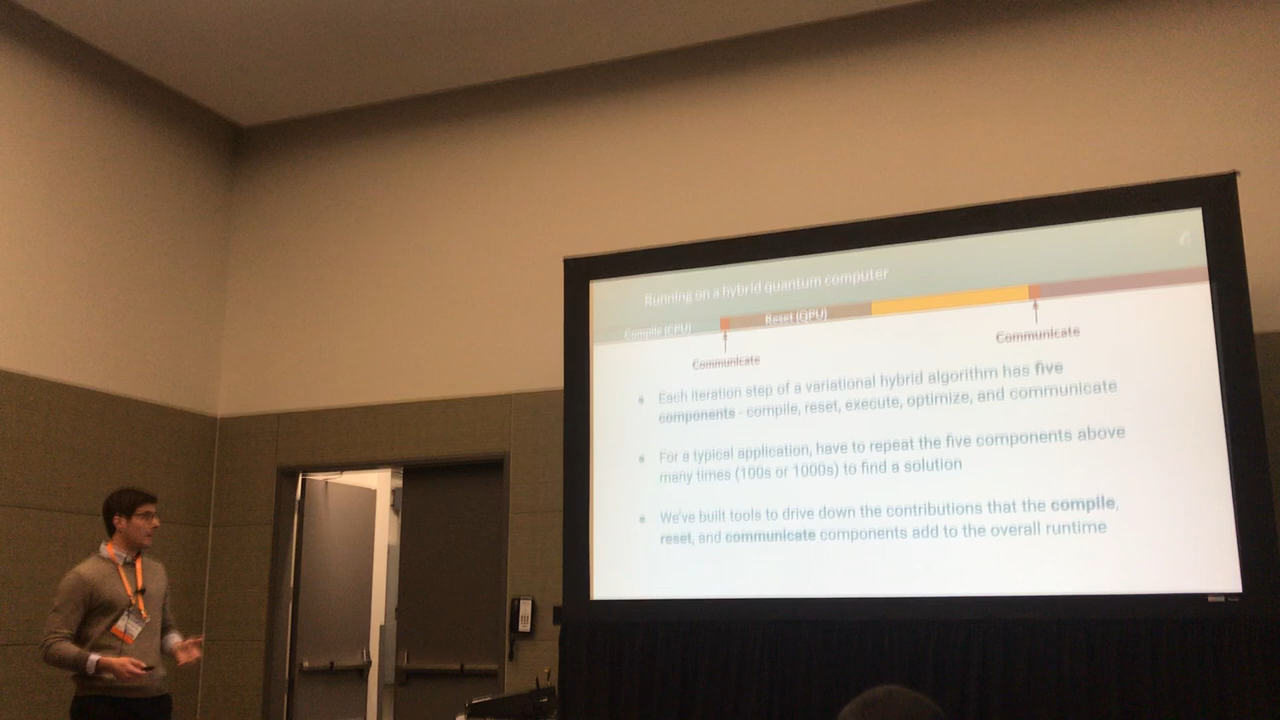 Running on a hybrid quantum computer
Compile (CPU)
Reset (QPU)
Communicate
Communicate
Each iteration step of a variational hybrid algorithm has five
components - compile, reset, execute, optimize, and communicate
For a typical application, have to repeat the five components above
many times (100s or 1000s) to find a solution
We've built tools to drive down the contributions that the compile,
reset, and communicate components add to the overall runtime